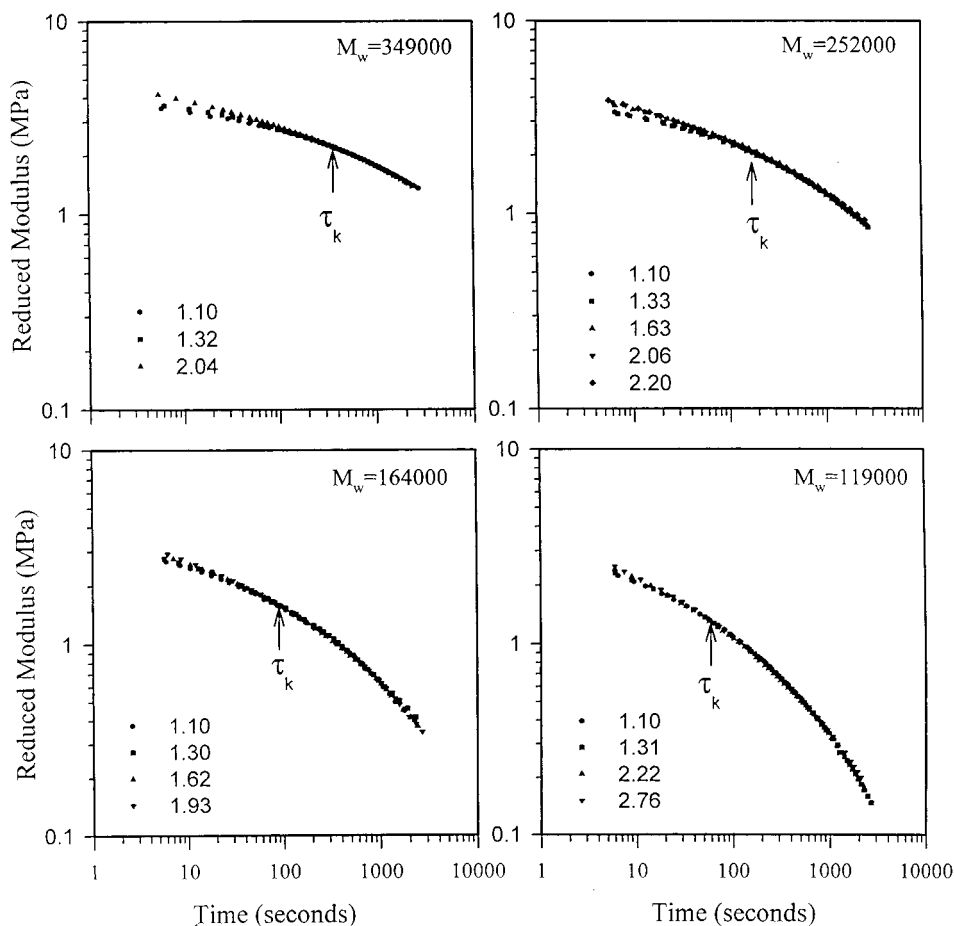 10
1
0.1
Reduced Modulus (MPa)
M_w=349000
τ_k
1.10
1.32
2.04
10
1
0.1
M_w=252000
τ_k
1.10
1.33
1.63
2.06
2.20
10
1
0.1
Reduced Modulus (MPa)
M_w=164000
τ_k
1.10
1.30
1.62
1.93
1 10 100 1000 10000
Time (seconds)
10
1
0.1
M_w=119000
τ_k
1.10
1.31
2.22
2.76
1 10 100 1000 10000
Time (seconds)